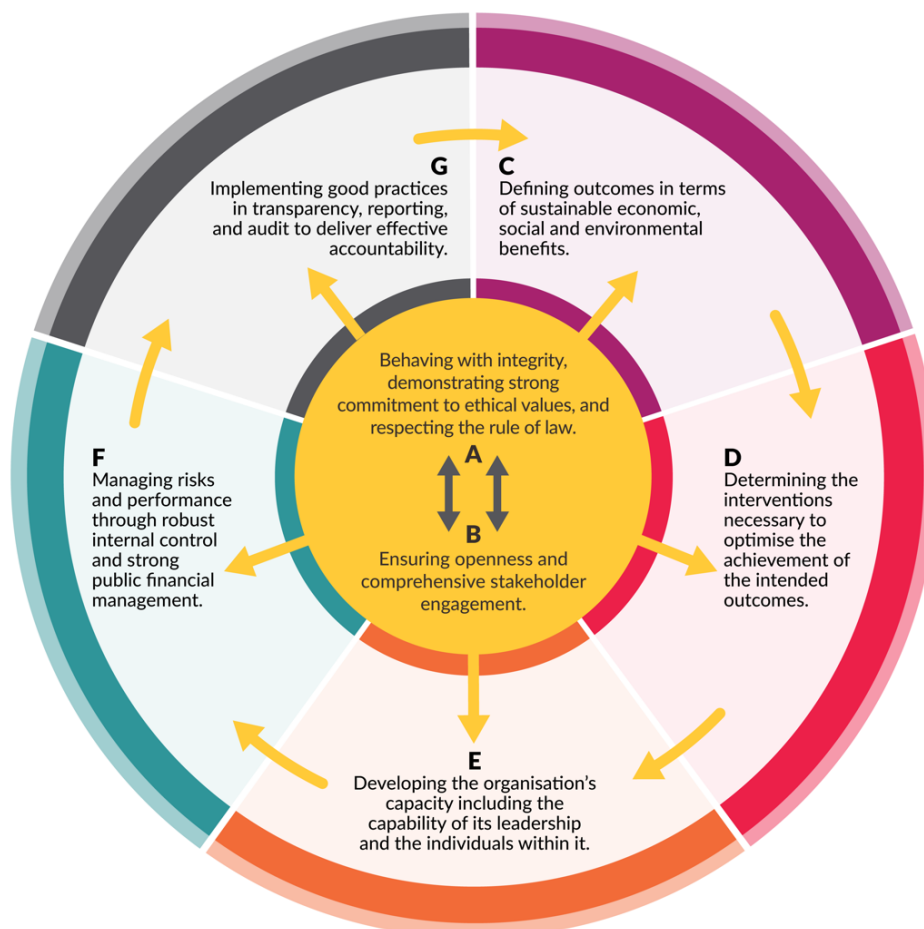 G
Implementing good practices
in transparency, reporting,
and audit to deliver effective
accountability.
C
Defining outcomes in terms
of sustainable economic,
social and environmental
benefits.
Behaving with integrity,
demonstrating strong
commitment to ethical values, and
respecting the rule of law.
A
B
Ensuring openness and
comprehensive stakeholder
engagement.
F
Managing risks
and performance
through robust
internal control
and strong
public financial
management.
D
Determining the
interventions
necessary to
optimise the
achievement of
the intended
outcomes.
E
Developing the organisation’s
capacity including the
capability of its leadership
and the individuals within it.